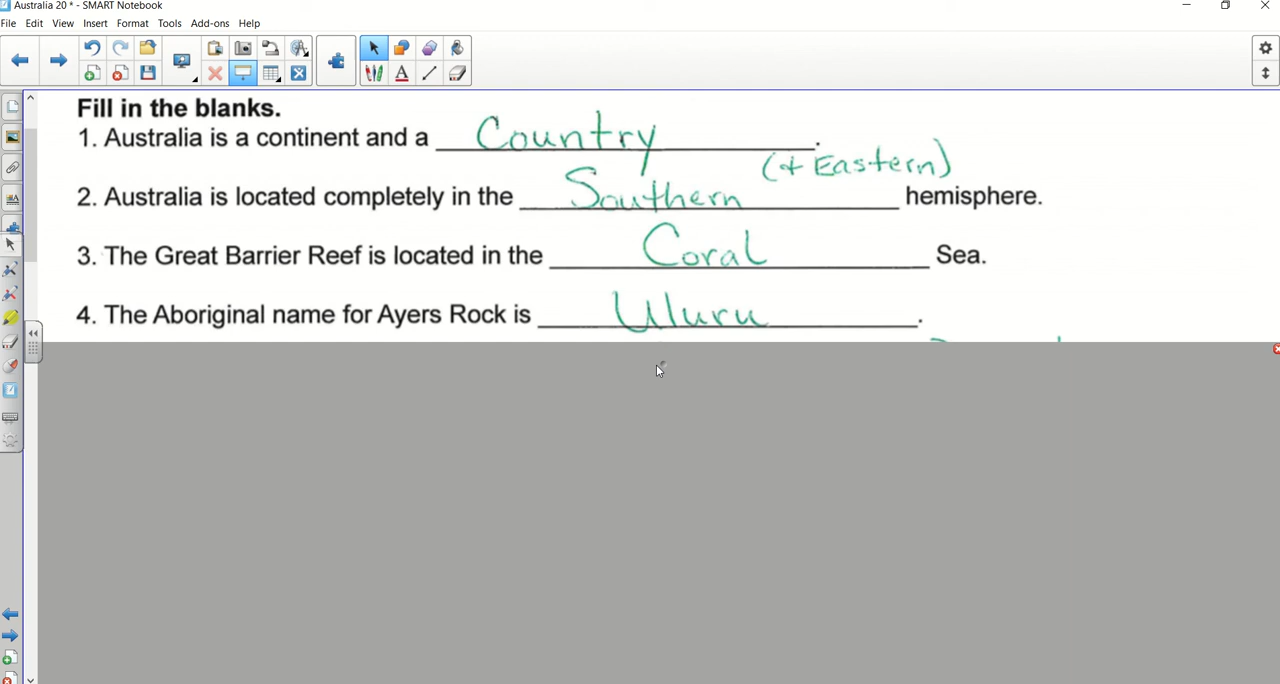 Australia 20 * - SMART Notebook
File Edit View Insert Format Tools Add-ons Help
Fill in the blanks.
1. Australia is a continent and a Country.
(+ Eastern)
2. Australia is located completely in the Southern hemisphere.
3. The Great Barrier Reef is located in the Coral Sea.
4. The Aboriginal name for Ayers Rock is Uluru.